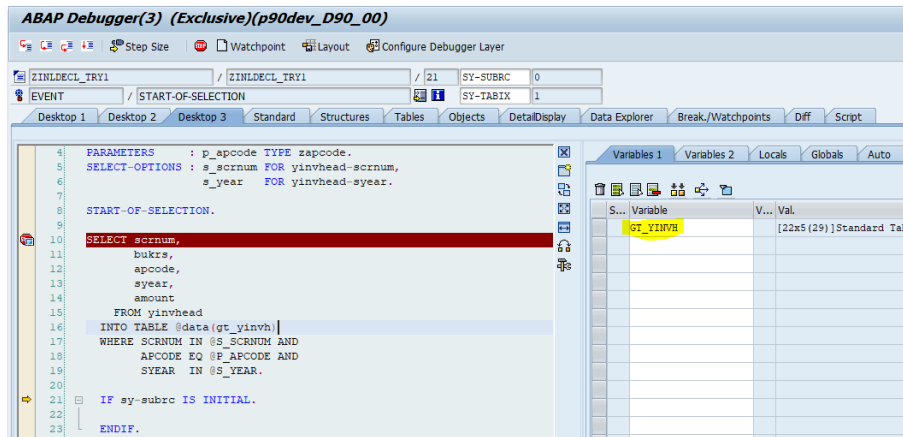 ABAP Debugger(3) (Exclusive)(p90dev_D90_00)
Step Size Watchpoint Layout Configure Debugger Layer
ZINLDECL_TRY1 / ZINLDECL_TRY1 / 21 SY-SUBRC 0
EVENT / START-OF-SELECTION SY-TABIX 1
Desktop 1 Desktop 2 Desktop 3 Standard Structures Tables Objects DetailDisplay Data Explorer Break./Watchpoints Diff Script
4 PARAMETERS : p_apcode TYPE zapcode.
5 SELECT-OPTIONS : s_scrnum FOR yinvhead-scrnum,
6 s_year FOR yinvhead-syear.
7
8 START-OF-SELECTION.
9
10 SELECT scrnum,
11 bukrs,
12 apcode,
13 syear,
14 amount
15 FROM yinvhead
16 INTO TABLE @data(gt_yinvh)
17 WHERE SCRNUM IN @S_SCRNUM AND
18 APCODE EQ @P_APCODE AND
19 SYEAR IN @S_YEAR.
20
21 IF sy-subrc IS INITIAL.
22
23 ENDIF.
Variables 1 Variables 2 Locals Globals Auto
S... Variable V... Val.
GT_YINVH [22x5(29)]Standard Tal